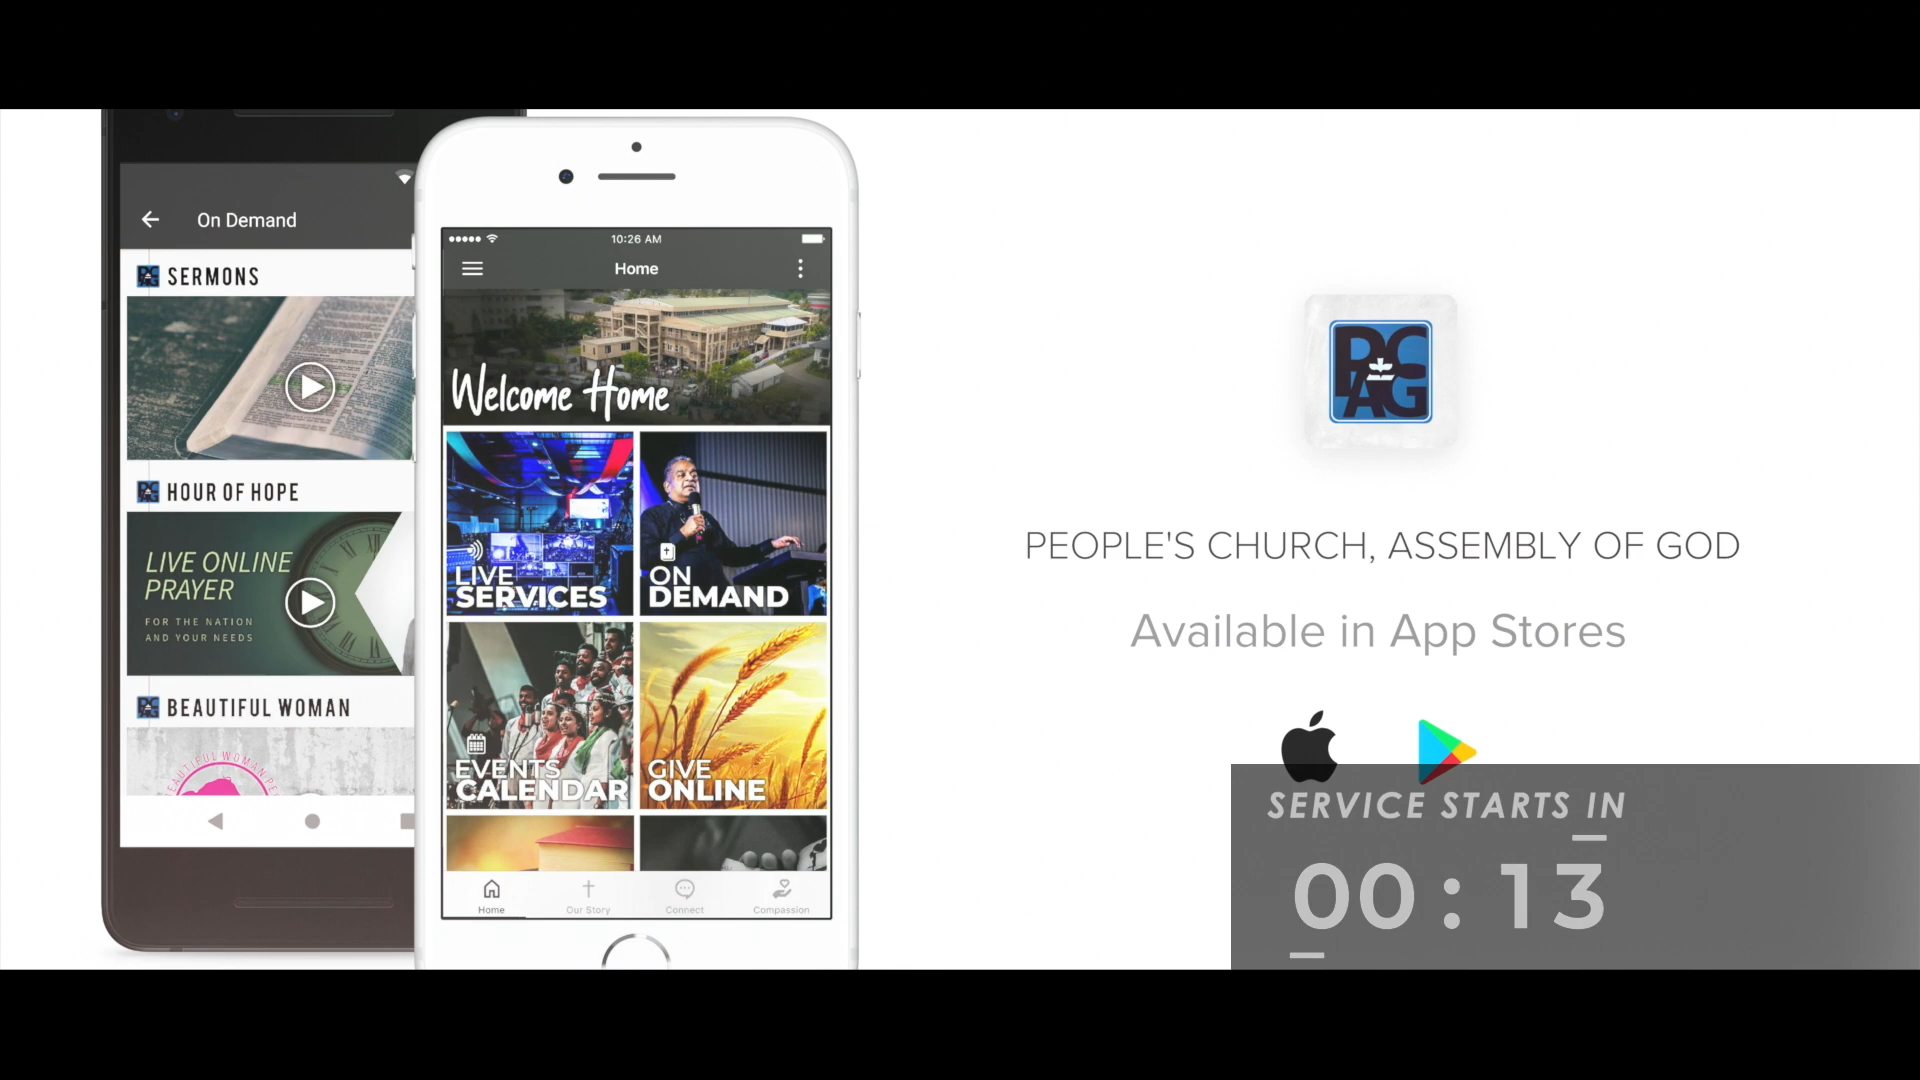 On Demand
SERMONS
HOUR OF HOPE
LIVE ONLINE
PRAYER
FOR THE NATION
AND YOUR NEEDS
BEAUTIFUL WOMAN
10:26 AM
Home
Welcome Home
LIVE
SERVICES
ON
DEMAND
EVENTS
CALENDAR
GIVE
ONLINE
Home
Our Story
Connect
Compassion
PCAG
PEOPLE'S CHURCH, ASSEMBLY OF GOD
Available in App Stores
SERVICE STARTS IN
00 : 13